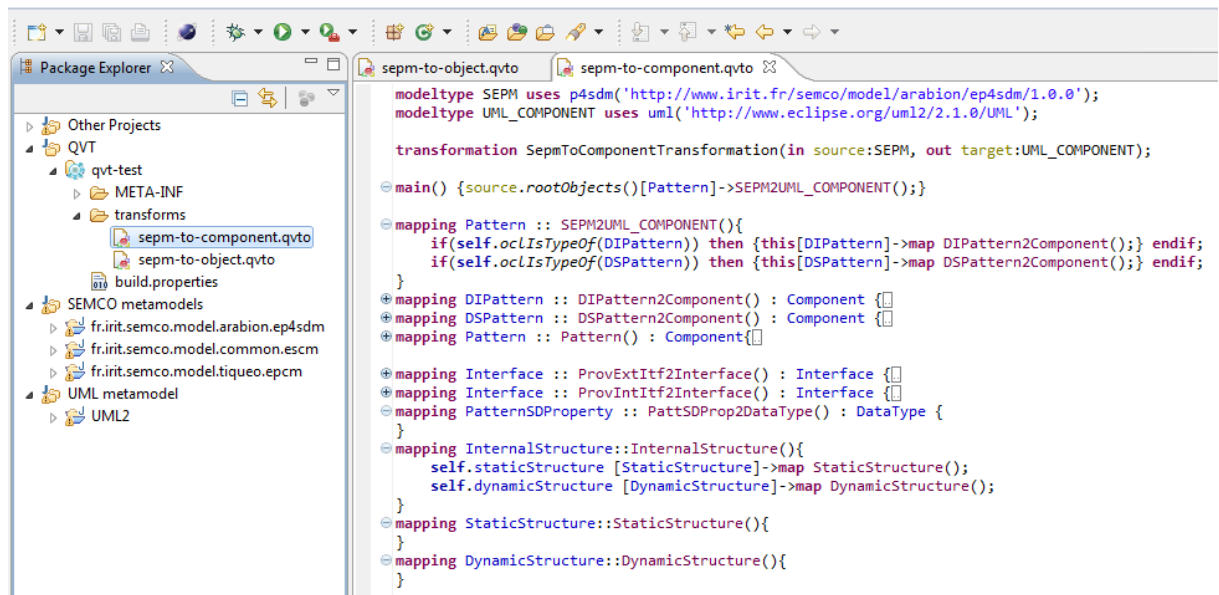 Package Explorer
Other Projects
QVT
qvt-test
META-INF
transforms
sepm-to-component.qvto
sepm-to-object.qvto
build.properties
SEMCO metamodels
fr.irit.semco.model.arabion.ep4sdm
fr.irit.semco.model.common.escm
fr.irit.semco.model.tiqueo.epcm
UML metamodel
UML2
sepm-to-object.qvto
sepm-to-component.qvto
modeltype SEPM uses p4sdm('http://www.irit.fr/semco/model/arabion/ep4sdm/1.0.0');
modeltype UML_COMPONENT uses uml('http://www.eclipse.org/uml2/2.1.0/UML');
transformation SepmToComponentTransformation(in source:SEPM, out target:UML_COMPONENT);
main() {source.rootObjects()[Pattern]->SEPM2UML_COMPONENT();}
mapping Pattern :: SEPM2UML_COMPONENT(){
if(self.oclIsTypeOf(DIPattern)) then {this[DIPattern]->map DIPattern2Component();} endif;
if(self.oclIsTypeOf(DSPattern)) then {this[DSPattern]->map DSPattern2Component();} endif;
}
mapping DIPattern :: DIPattern2Component() : Component {
mapping DSPattern :: DSPattern2Component() : Component {
mapping Pattern :: Pattern() : Component{
mapping Interface :: ProvExtItf2Interface() : Interface {
mapping Interface :: ProvIntItf2Interface() : Interface {
mapping PatternSDProperty :: PattSDProp2DataType() : DataType {
}
mapping InternalStructure::InternalStructure(){
self.staticStructure [StaticStructure]->map StaticStructure();
self.dynamicStructure [DynamicStructure]->map DynamicStructure();
}
mapping StaticStructure::StaticStructure(){
}
mapping DynamicStructure::DynamicStructure(){
}